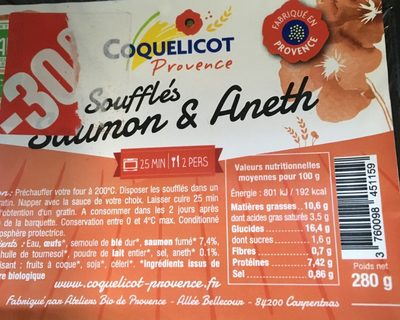 -30%
COQUELICOT
Provence
FABRIQUÉ EN
PROVENCE
Soufflés
Saumon & Aneth
25 MIN 2 PERS
: Préchauffer votre four à 200°C. Disposer les soufflés dans un
gratin. Napper avec la sauce de votre choix. Laisser cuire 25 min
obtention d'un gratin. A consommer dans les 2 jours après
de la barquette. Conservation entre 0 et 4°C max. Conditionné
protectrice.
: Eau, œufs*, semoule de blé dur*, saumon fumé* 7,4%,
huile de tournesol*, poudre de lait entier*, sel, aneth* 0.1%.
: fruits à coque*, soja*, céleri*. *Ingrédients issus de
biologique
www.coquelicot-provence.fr
Fabriqué par Ateliers Bio de Provence - Allée Bellecour - 84200 Carpentras
Valeurs nutritionnelles
moyennes pour 100 g
Énergie : 801 kJ / 192 kcal
Matières grasses 10,6 g
dont acides gras saturés 3,5 g
Glucides 16,4 g
dont sucres 1,6 g
Fibres 0,7 g
Protéines 7,42 g
Sel 0,86 g
3 760098 451159
Poids net
280 g